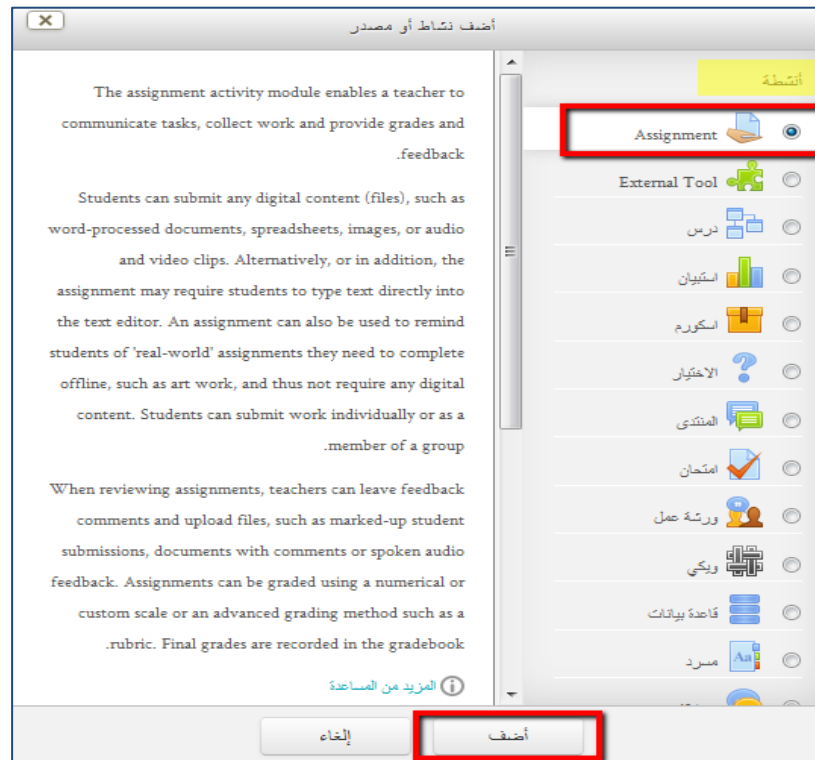 أضف نشاط أو مصدر
أنشطة
Assignment
External Tool
درس
استبيان
اسكورم
الاختيار
المنتدى
امتحان
ورشة عمل
ويكي
قاعدة بيانات
مسرد
The assignment activity module enables a teacher to
communicate tasks, collect work and provide grades and
.feedback
Students can submit any digital content (files), such as
word-processed documents, spreadsheets, images, or audio
and video clips. Alternatively, or in addition, the
assignment may require students to type text directly into
the text editor. An assignment can also be used to remind
students of 'real-world' assignments they need to complete
offline, such as art work, and thus not require any digital
content. Students can submit work individually or as a
.member of a group
When reviewing assignments, teachers can leave feedback
comments and upload files, such as marked-up student
submissions, documents with comments or spoken audio
feedback. Assignments can be graded using a numerical or
custom scale or an advanced grading method such as a
.rubric. Final grades are recorded in the gradebook
المزيد من المساعدة
أضف
إلغاء